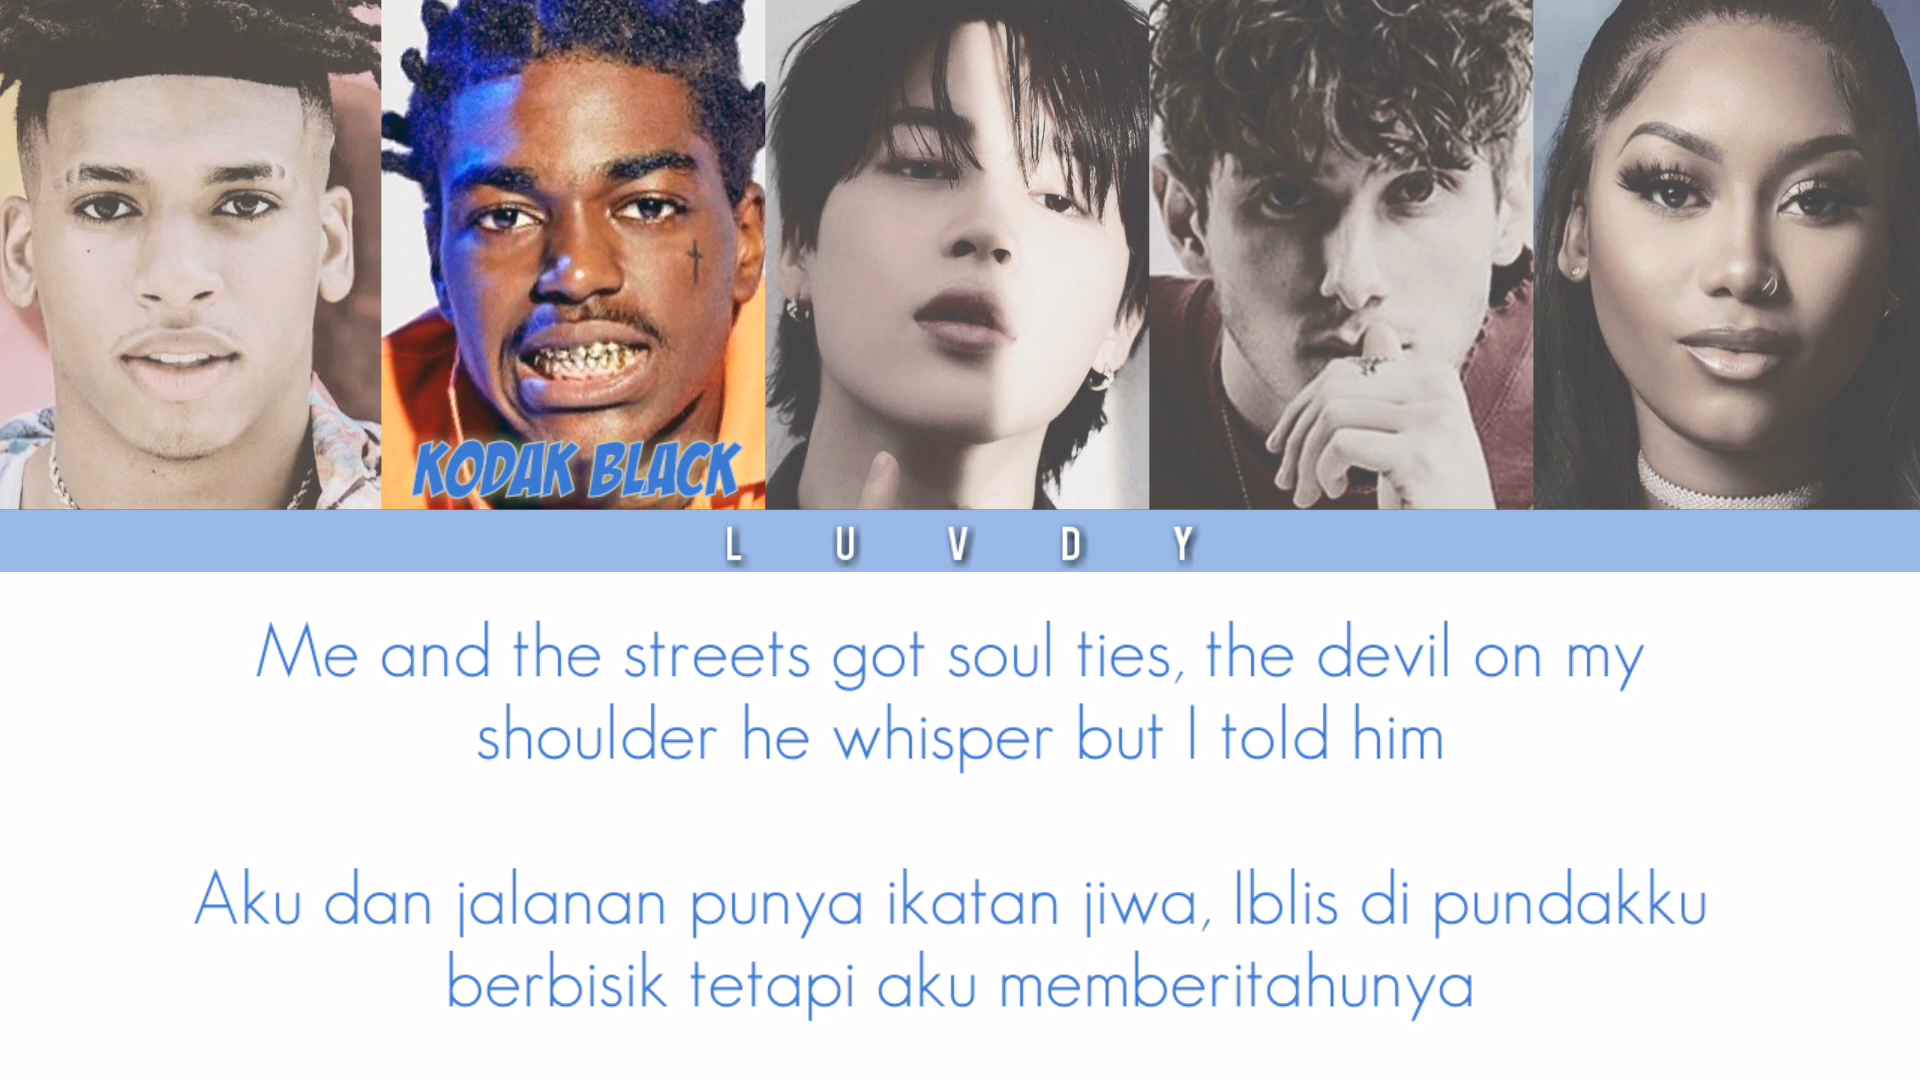 KODAK BLACK
LUVDY
Me and the streets got soul ties, the devil on my
shoulder he whisper but I told him
Aku dan jalanan punya ikatan jiwa, Iblis di pundakku
berbisik tetapi aku memberitahunya